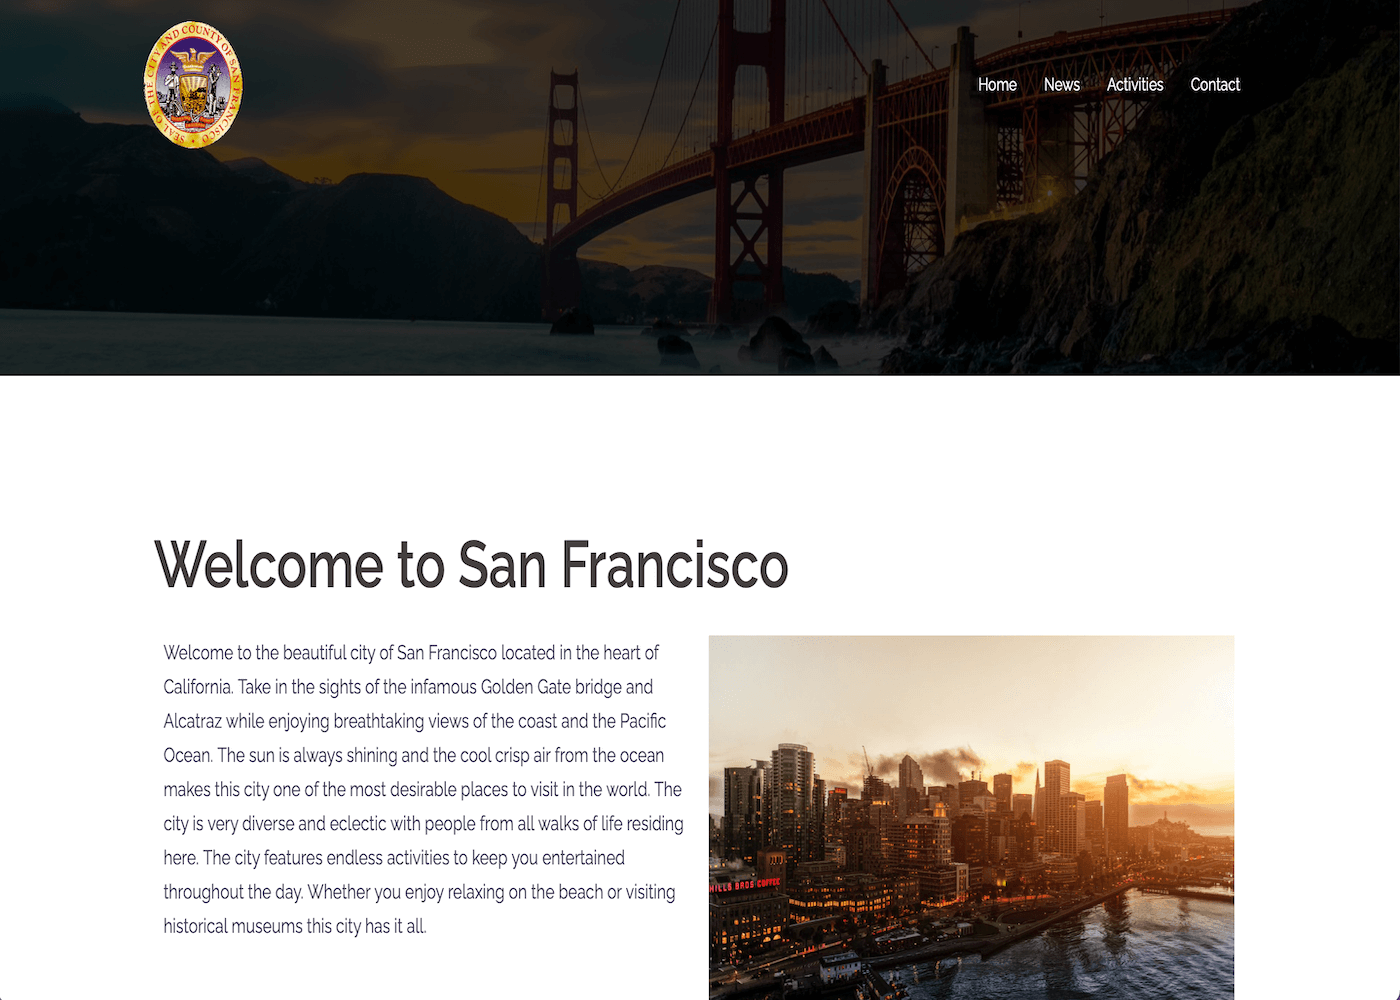 SEAL OF THE CITY AND COUNTY OF SAN FRANCISCO
Home News Activities Contact
Welcome to San Francisco
Welcome to the beautiful city of San Francisco located in the heart of
California. Take in the sights of the infamous Golden Gate bridge and
Alcatraz while enjoying breathtaking views of the coast and the Pacific
Ocean. The sun is always shining and the cool crisp air from the ocean
makes this city one of the most desirable places to visit in the world. The
city is very diverse and eclectic with people from all walks of life residing
here. The city features endless activities to keep you entertained
throughout the day. Whether you enjoy relaxing on the beach or visiting
historical museums this city has it all.
HILLS BROS COFFEE